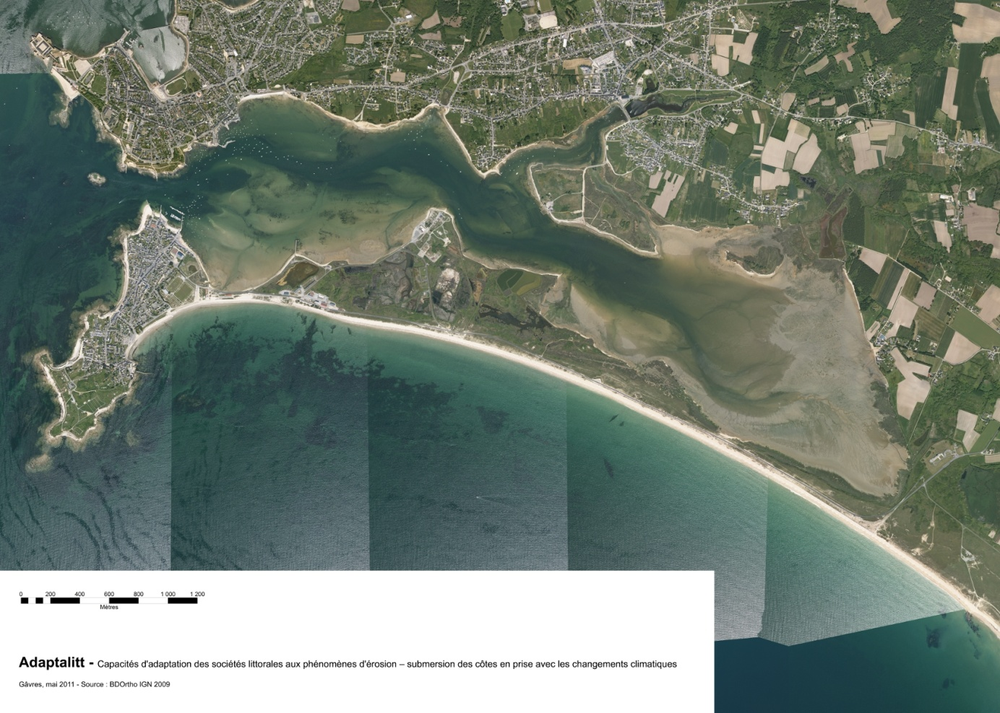 0 200 400 600 800 1 000 1 200
Mètres
Adaptalitt - Capacités d'adaptation des sociétés littorales aux phénomènes d'érosion – submersion des côtes en prise avec les changements climatiques
Gâvres, mai 2011 - Source : BDOrtho IGN 2009